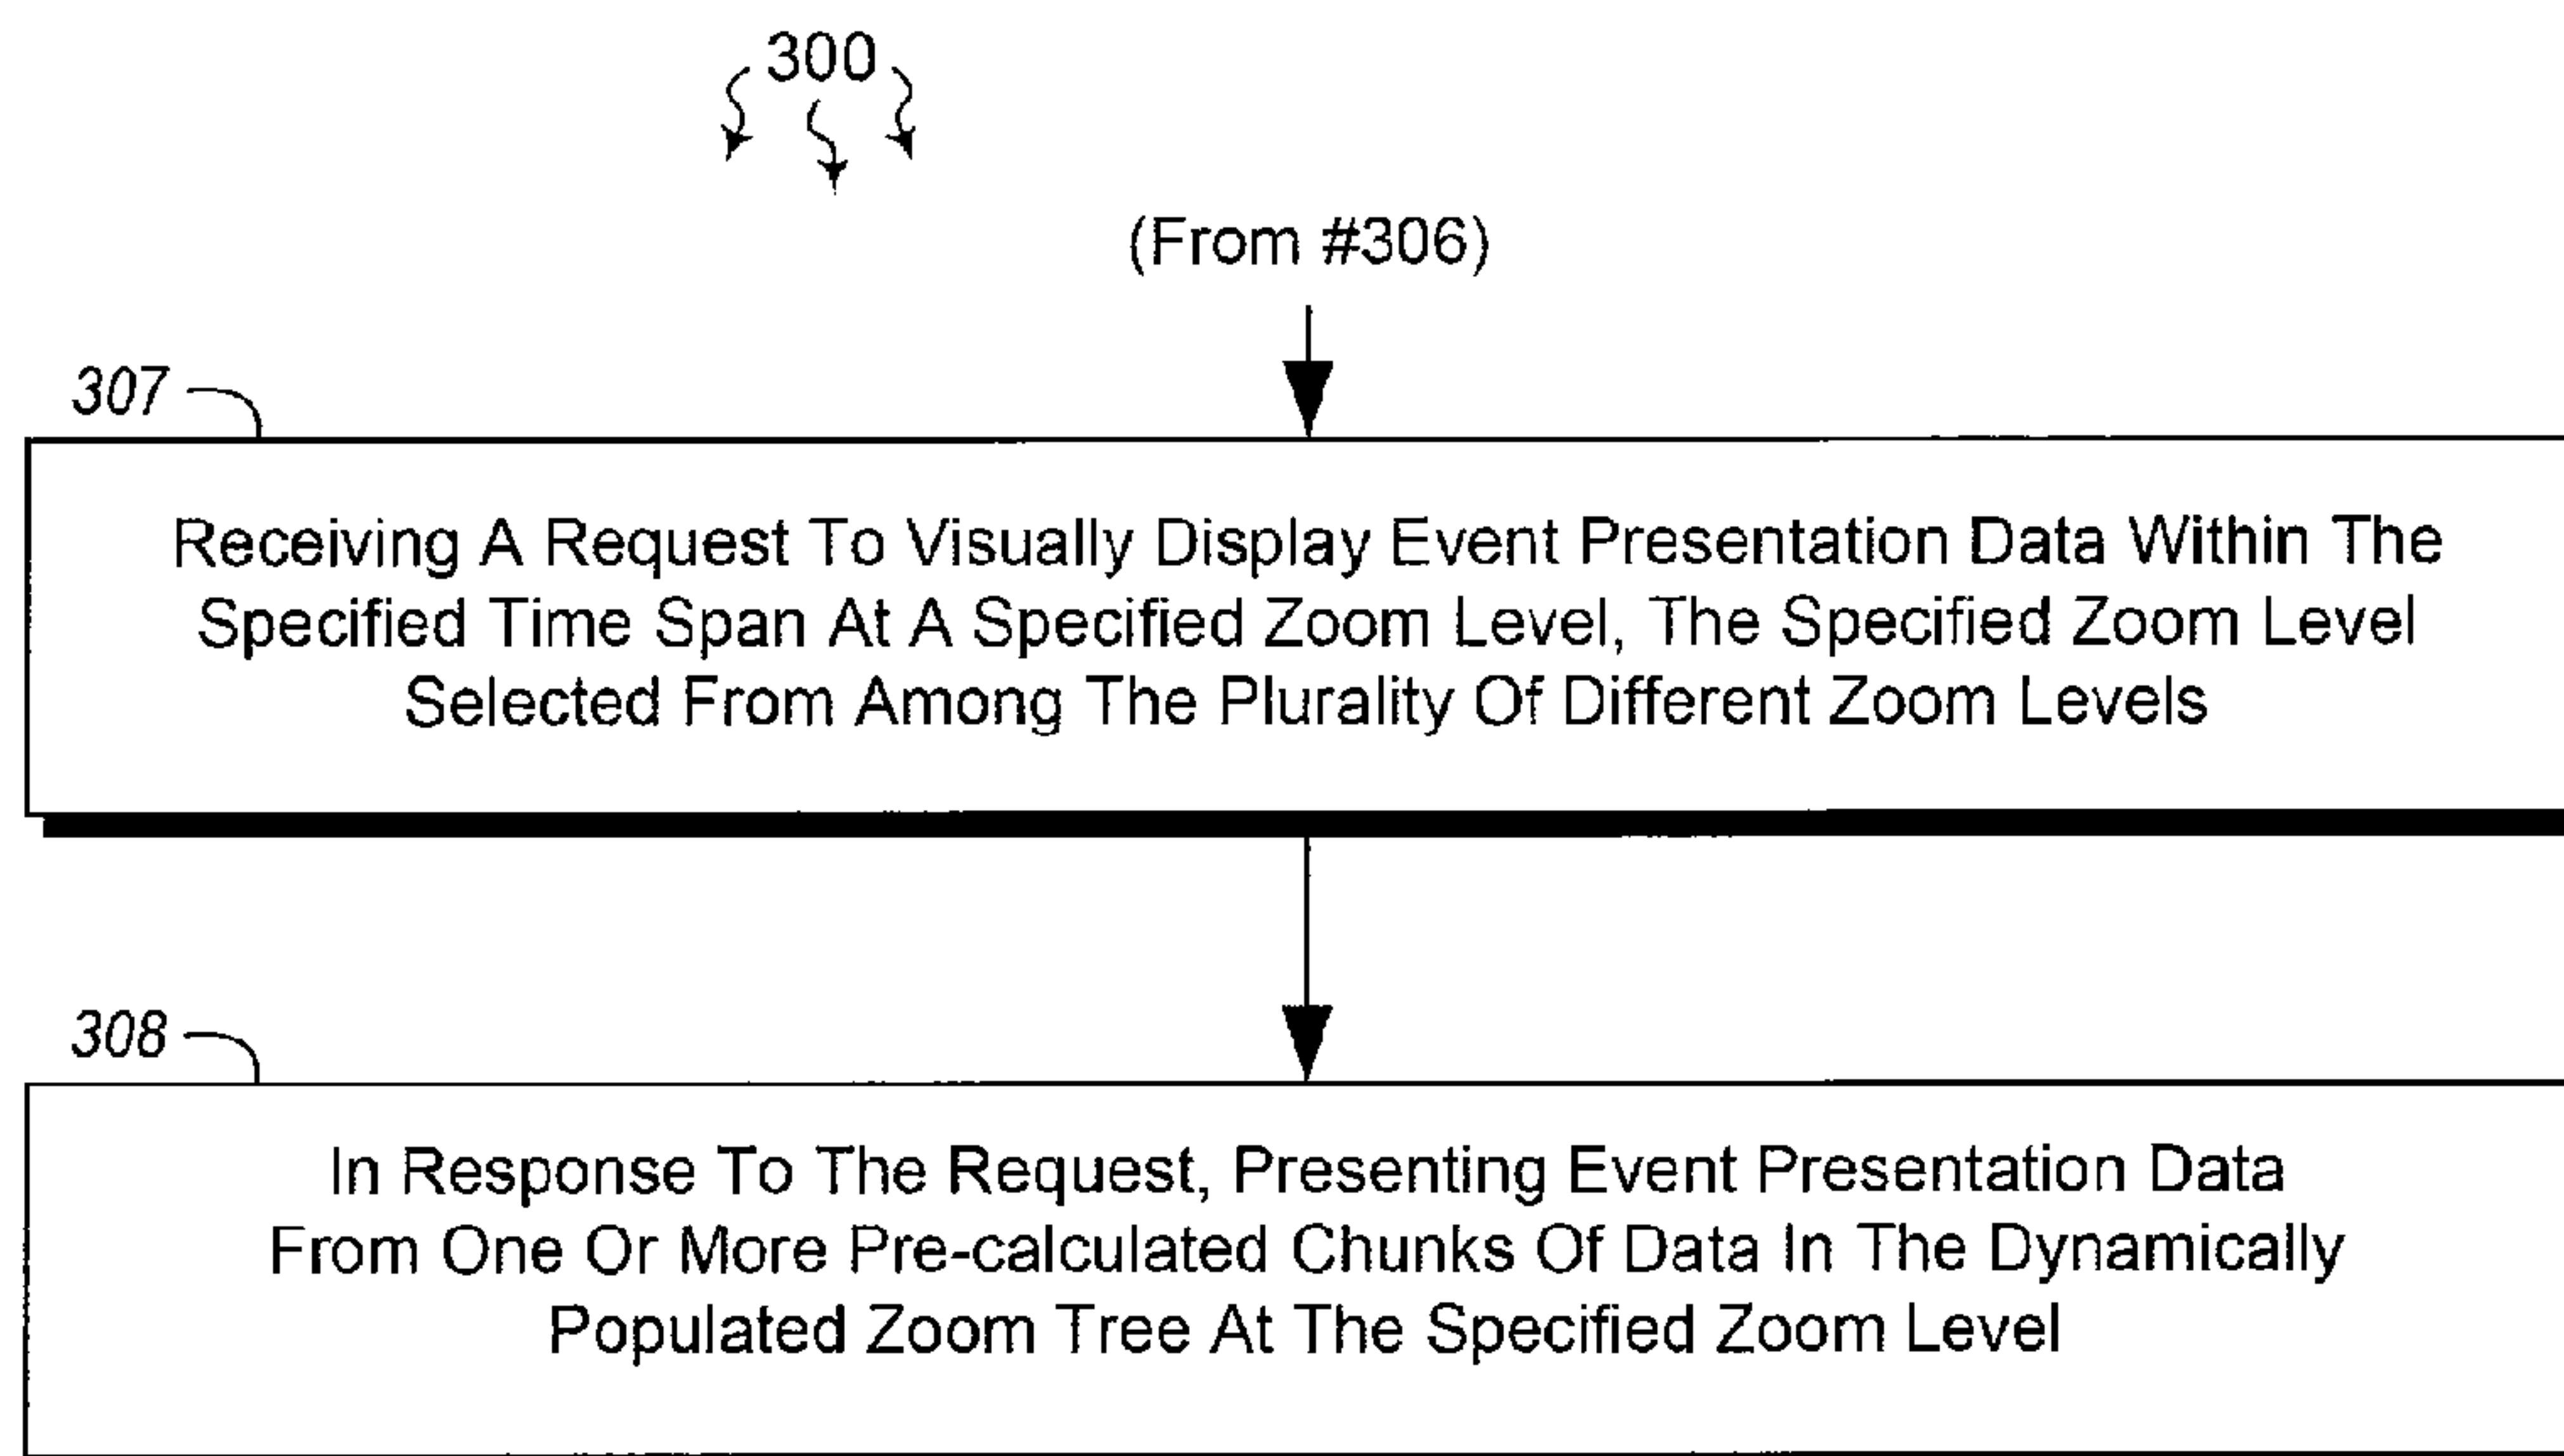 300
(From #306)
307
Receiving A Request To Visually Display Event Presentation Data Within The
Specified Time Span At A Specified Zoom Level, The Specified Zoom Level
Selected From Among The Plurality Of Different Zoom Levels
308
In Response To The Request, Presenting Event Presentation Data
From One Or More Pre-calculated Chunks Of Data In The Dynamically
Populated Zoom Tree At The Specified Zoom Level